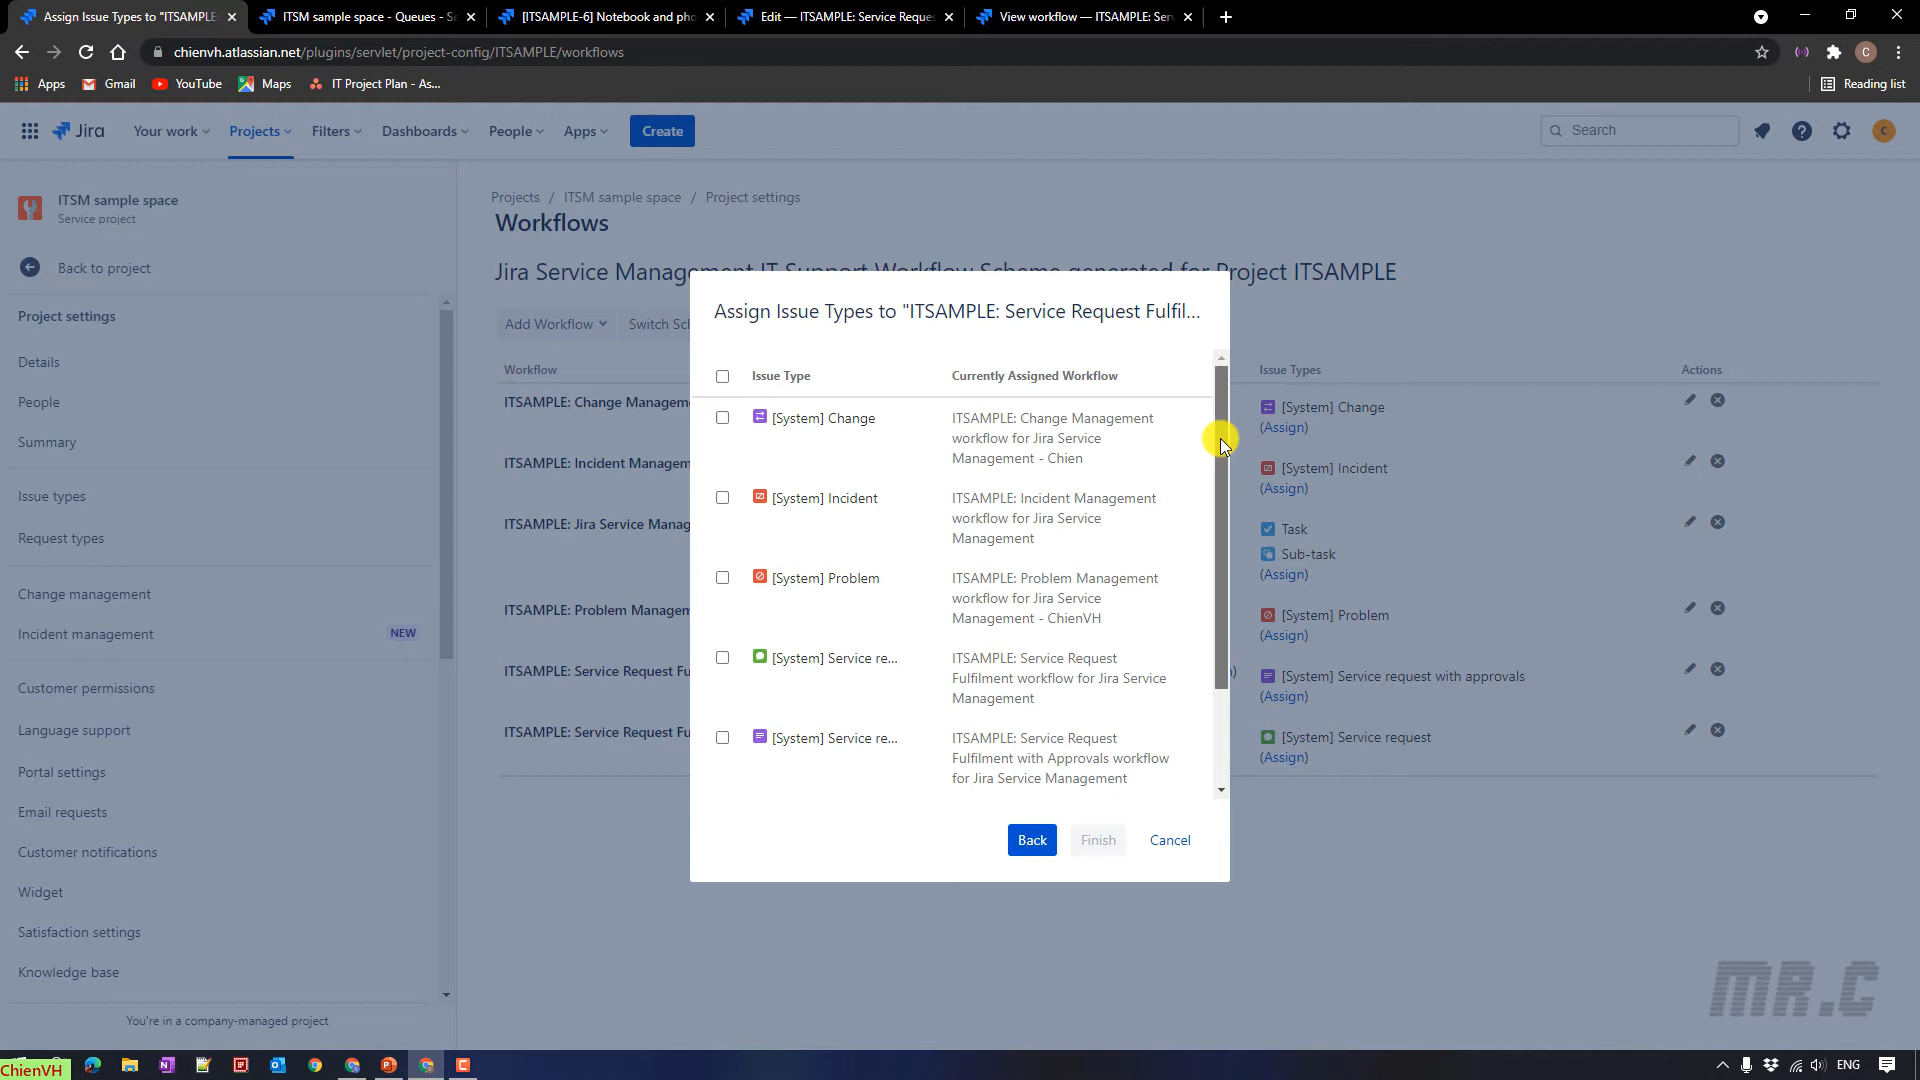 Assign Issue Types to "ITSAMPLE:
ITSM sample space - Queues - Se
[ITSAMPLE-6] Notebook and pho
Edit — ITSAMPLE: Service Reques
View workflow — ITSAMPLE: Serv
chienvh.atlassian.net/plugins/servlet/project-config/ITSAMPLE/workflows
C
Apps
Gmail
YouTube
Maps
IT Project Plan - As...
Reading list
Jira
Your work
Projects
Filters
Dashboards
People
Apps
Create
Search
C
ITSM sample space
Service project
Back to project
Project settings
Details
People
Summary
Issue types
Request types
Change management
Incident management
NEW
Customer permissions
Language support
Portal settings
Email requests
Customer notifications
Widget
Satisfaction settings
Knowledge base
You're in a company-managed project
Projects / ITSM sample space / Project settings
Workflows
Jira Service Management IT Support Workflow Scheme generated for Project ITSAMPLE
Add Workflow
Switch Sch
Workflow
Issue Types
Actions
ITSAMPLE: Change Managem
[System] Change
(Assign)
ITSAMPLE: Incident Managem
[System] Incident
(Assign)
ITSAMPLE: Jira Service Manag
Task
Sub-task
(Assign)
ITSAMPLE: Problem Managem
[System] Problem
(Assign)
ITSAMPLE: Service Request Fu
)
[System] Service request with approvals
(Assign)
ITSAMPLE: Service Request Fu
[System] Service request
(Assign)
Assign Issue Types to "ITSAMPLE: Service Request Fulfil...
Issue Type
Currently Assigned Workflow
[System] Change
ITSAMPLE: Change Management
workflow for Jira Service
Management - Chien
[System] Incident
ITSAMPLE: Incident Management
workflow for Jira Service
Management
[System] Problem
ITSAMPLE: Problem Management
workflow for Jira Service
Management - ChienVH
[System] Service re...
ITSAMPLE: Service Request
Fulfilment workflow for Jira Service
Management
[System] Service re...
ITSAMPLE: Service Request
Fulfilment with Approvals workflow
for Jira Service Management
Back
Finish
Cancel
MR.C
ChienVH
ENG